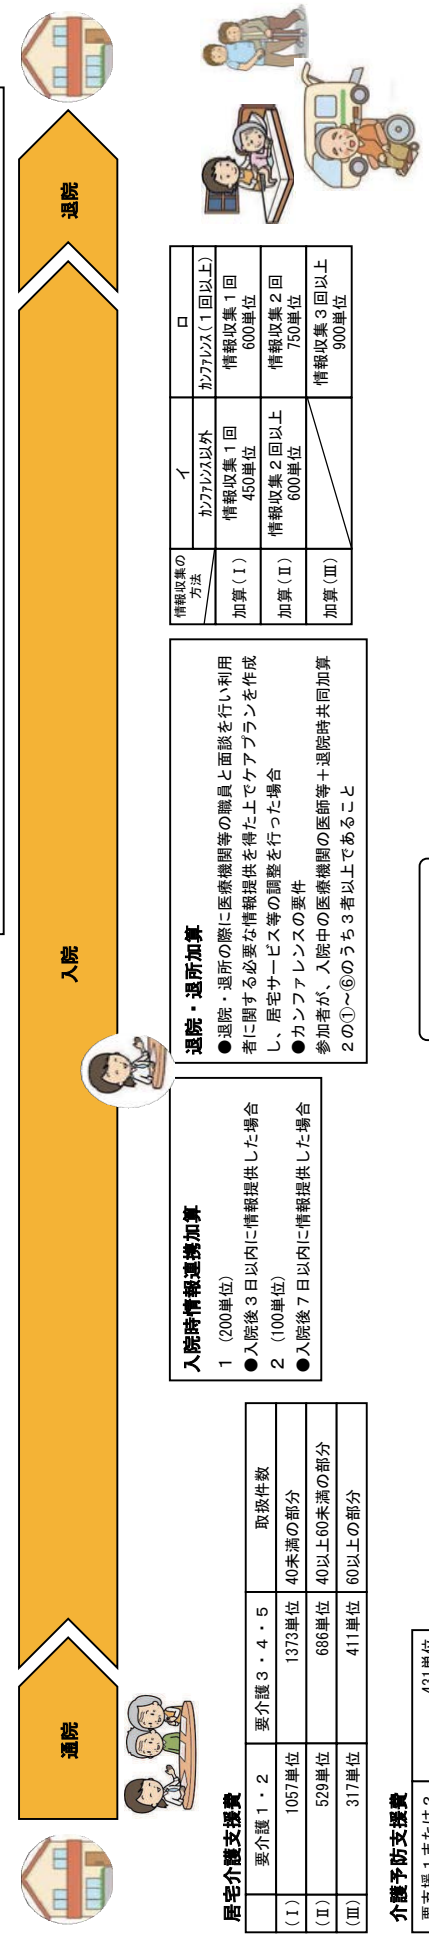 通院
入院
退院
居宅介護支援費
要介護１・２ 要介護３・４・５ 取扱件数
(Ⅰ) 1057単位 1373単位 40未満の部分
(Ⅱ) 529単位 686単位 40以上60未満の部分
(Ⅲ) 317単位 411単位 60以上の部分
介護予防支援費
要支援１または２ 431単位
入院時情報連携加算
１ (200単位)
●入院後３日以内に情報提供した場合
２ (100単位)
●入院後７日以内に情報提供した場合
退院・退所加算
●退院・退所の際に医療機関等の職員と面談を行い利用
者に関する必要な情報提供を得た上でケアプランを作成
し、居宅サービス等の調整を行った場合
●カンファレンスの要件
参加者が、入院中の医療機関の医師等＋退院時共同加算
２の①～⑥のうち３者以上であること
情報収集の
方法
イ ロ
カンファレンス以外 カンファレンス(１回以上)
加算(Ⅰ) 情報収集１回 情報収集１回
450単位 600単位
加算(Ⅱ) 情報収集２回以上 情報収集２回
600単位 750単位
加算(Ⅲ) 情報収集３回以上
900単位